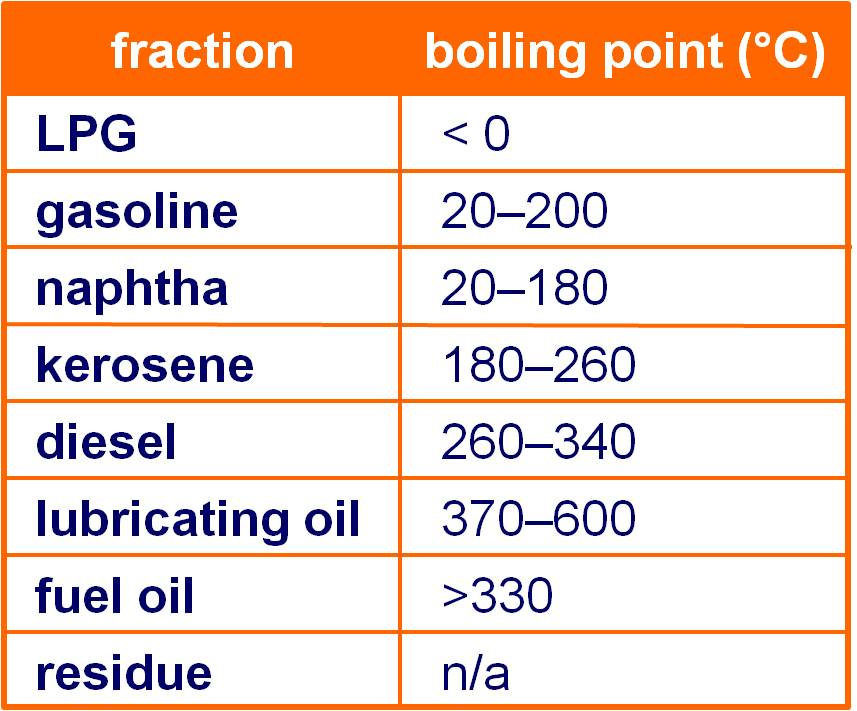 fraction boiling point (°C)
LPG < 0
gasoline 20–200
naphtha 20–180
kerosene 180–260
diesel 260–340
lubricating oil 370–600
fuel oil >330
residue n/a